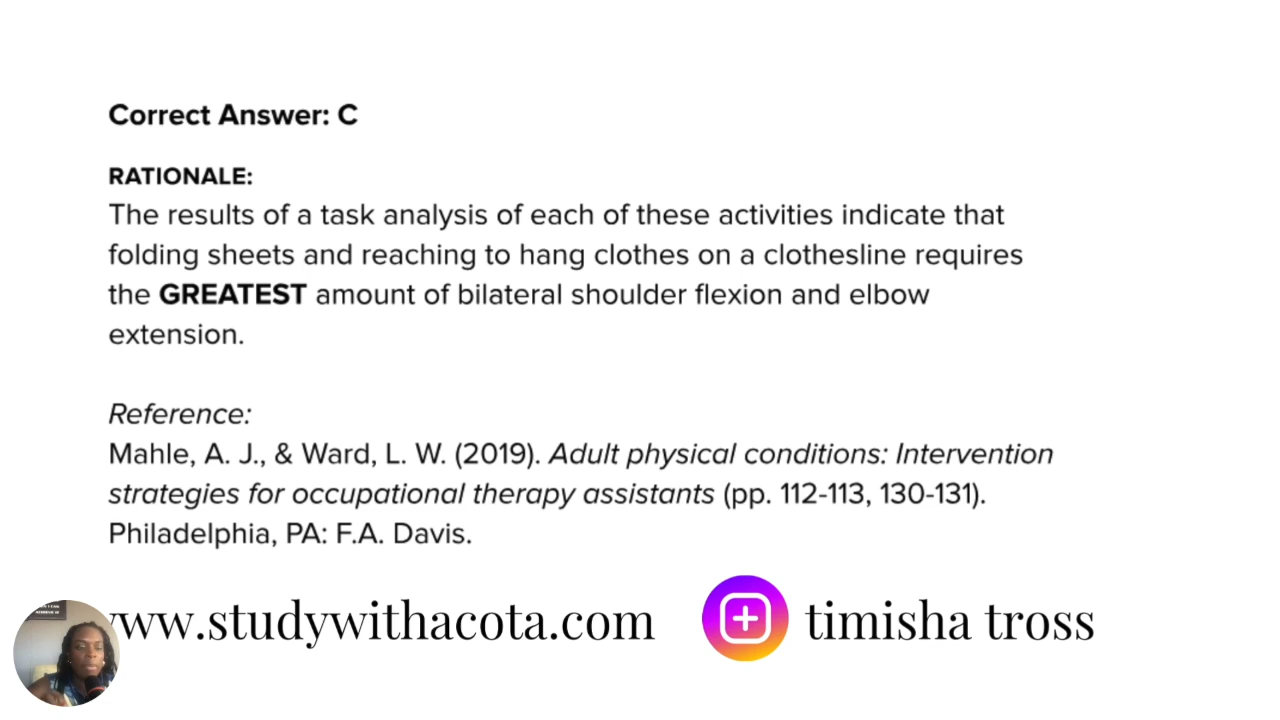 Correct Answer: C
RATIONALE:
The results of a task analysis of each of these activities indicate that
folding sheets and reaching to hang clothes on a clothesline requires
the GREATEST amount of bilateral shoulder flexion and elbow
extension.
Reference:
Mahle, A. J., & Ward, L. W. (2019). Adult physical conditions: Intervention
strategies for occupational therapy assistants (pp. 112-113, 130-131).
Philadelphia, PA: F.A. Davis.
www.studywithacota.com
timisha tross